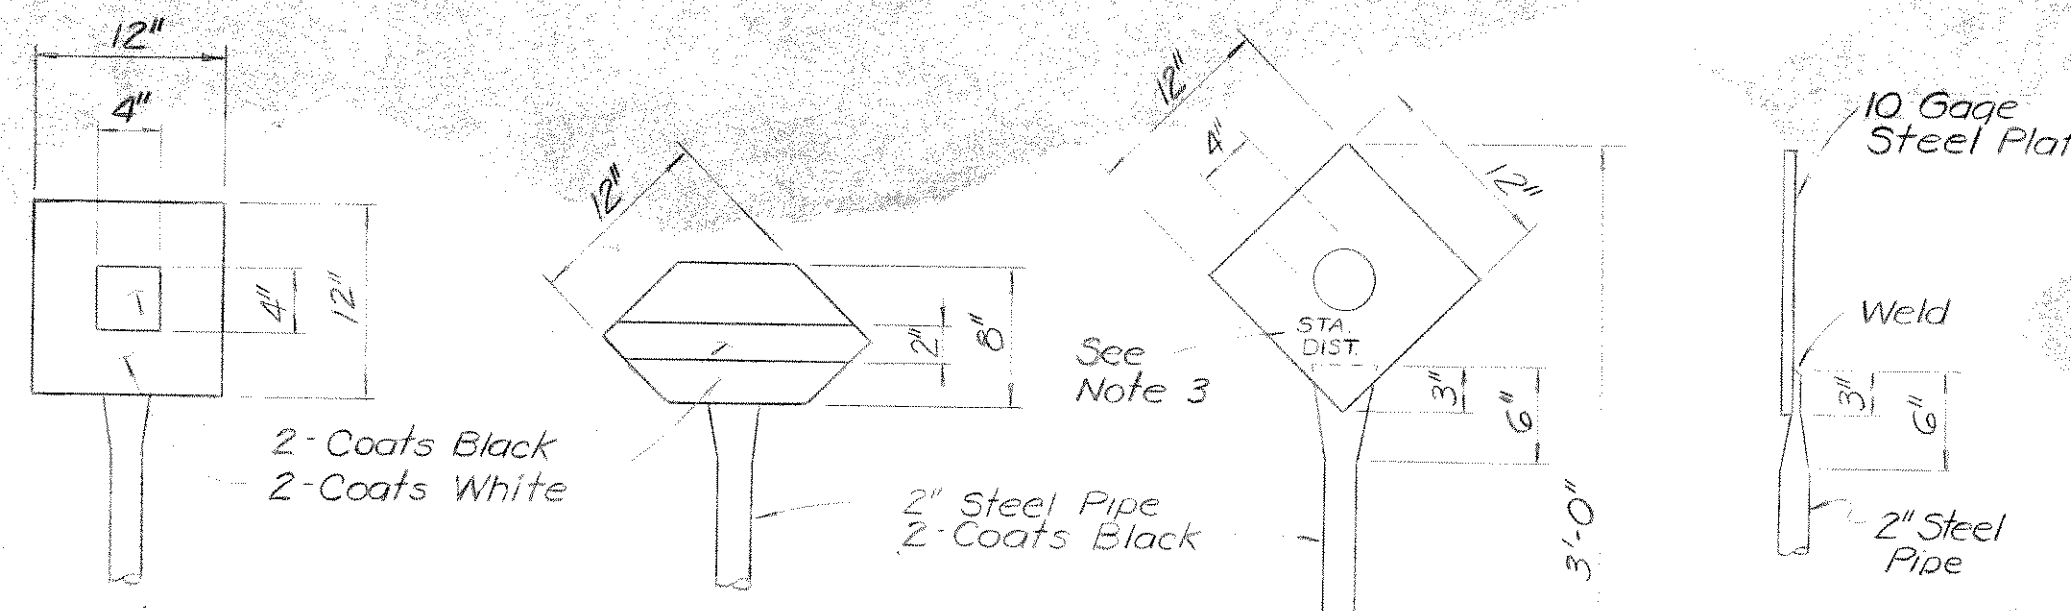 12"
4"
4"
12"
2-Coats Black
2-Coats White
12"
2"
8"
2" Steel Pipe
2-Coats Black
12"
4"
12"
STA.
DIST.
See
Note 3
3"
6"
3'-0"
10 Gage
Steel Plat
Weld
3"
6"
2" Steel
Pipe